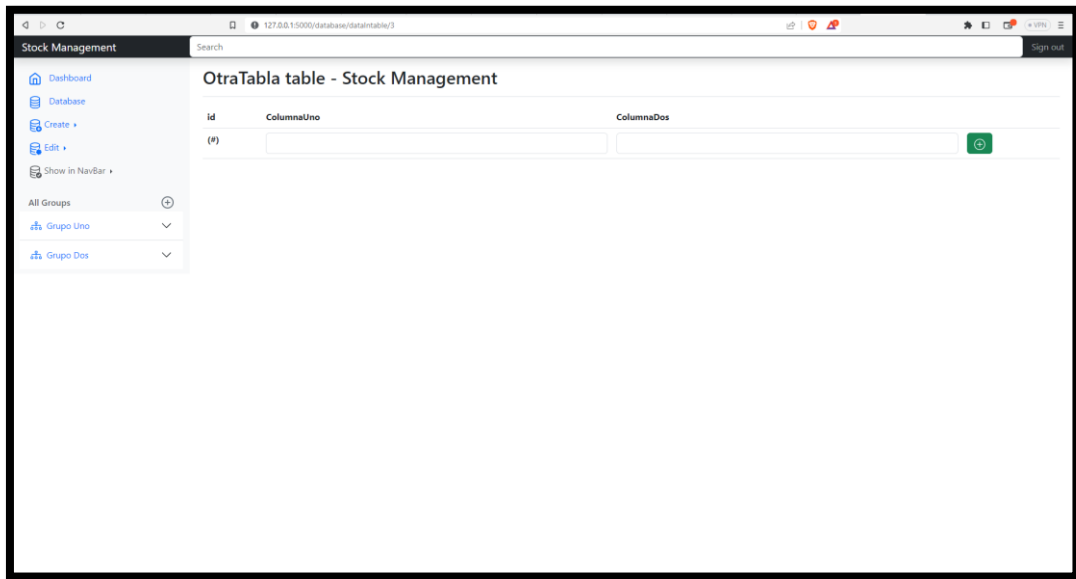 127.0.0.1:5000/database/dataIntable/3
VPN
Stock Management
Search
Sign out
Dashboard
Database
Create
Edit
Show in NavBar
All Groups
Grupo Uno
Grupo Dos
OtraTabla table - Stock Management
id ColumnaUno ColumnaDos
(#)